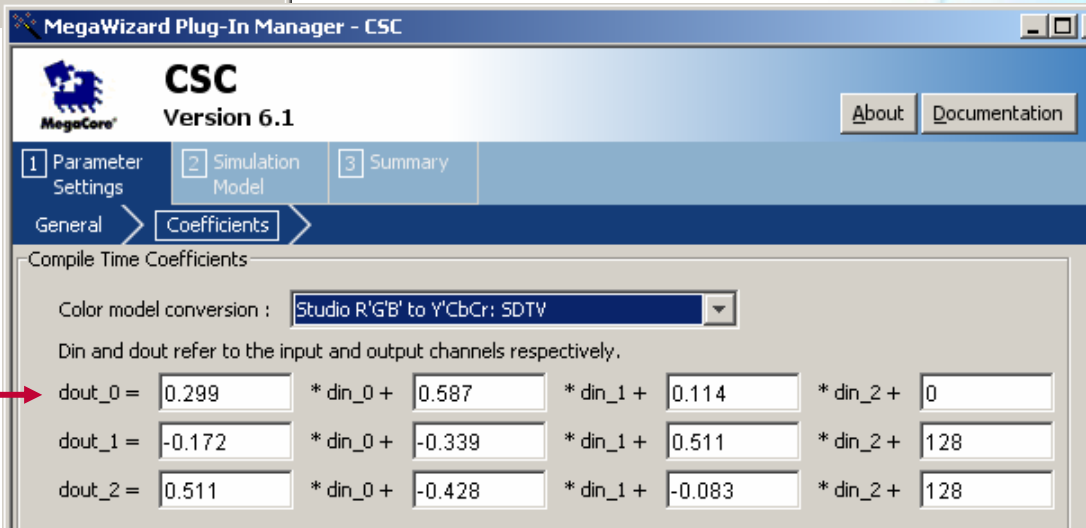 MegaWizard Plug-In Manager - CSC
MegaCore®
CSC
Version 6.1
About
Documentation
1 Parameter Settings
2 Simulation Model
3 Summary
General
Coefficients
Compile Time Coefficients
Color model conversion : Studio R'G'B' to Y'CbCr: SDTV
Din and dout refer to the input and output channels respectively.
dout_0 = 0.299 * din_0 + 0.587 * din_1 + 0.114 * din_2 + 0
dout_1 = -0.172 * din_0 + -0.339 * din_1 + 0.511 * din_2 + 128
dout_2 = 0.511 * din_0 + -0.428 * din_1 + -0.083 * din_2 + 128